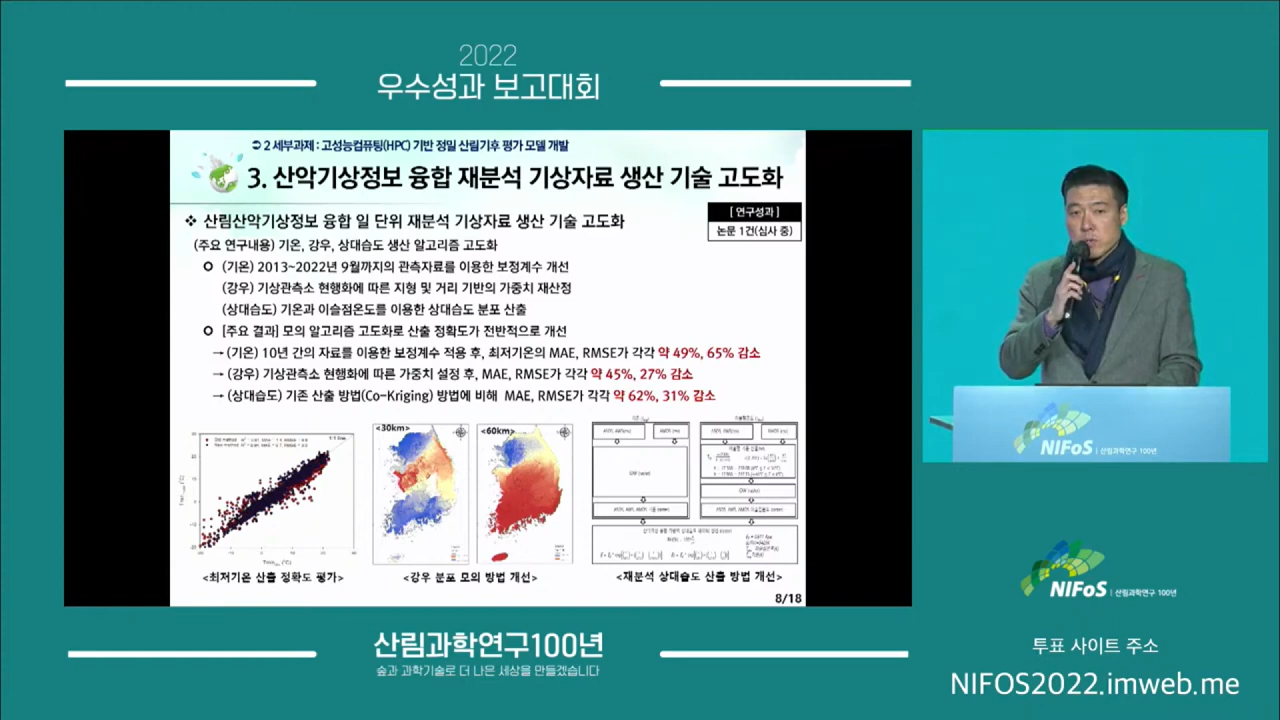 2022
우수성과 보고대회
➲ 2 세부과제 : 고성능컴퓨팅(HPC) 기반 정밀 산림기후 평가 모델 개발
3. 산악기상정보 융합 재분석 기상자료 생산 기술 고도화
[ 연구성과 ]
논문 1건(심사 중)
❖ 산림산악기상정보 융합 일 단위 재분석 기상자료 생산 기술 고도화
(주요 연구내용) 기온, 강우, 상대습도 생산 알고리즘 고도화
(기온) 2013~2022년 9월까지의 관측자료를 이용한 보정계수 개선
(강우) 기상관측소 현행화에 따른 지형 및 거리 기반의 가중치 재산정
(상대습도) 기온과 이슬점온도를 이용한 상대습도 분포 산출
[주요 결과] 모의 알고리즘 고도화로 산출 정확도가 전반적으로 개선
→ (기온) 10년 간의 자료를 이용한 보정계수 적용 후, 최저기온의 MAE, RMSE가 각각 약 49%, 65% 감소
→ (강우) 기상관측소 현행화에 따른 가중치 설정 후, MAE, RMSE가 각각 약 45%, 27% 감소
→ (상대습도) 기존 산출 방법(Co-Kriging) 방법에 비해 MAE, RMSE가 각각 약 62%, 31% 감소
<30km>
<60km>
<최저기온 산출 정확도 평가>
<강우 분포 모의 방법 개선>
<재분석 상대습도 산출 방법 개선>
8/18
NIFoS | 산림과학연구 100년
NIFoS | 산림과학연구 100년
산림과학연구100년
숲과 과학기술로 더 나은 세상을 만들겠습니다
투표 사이트 주소
NIFOS2022.imweb.me